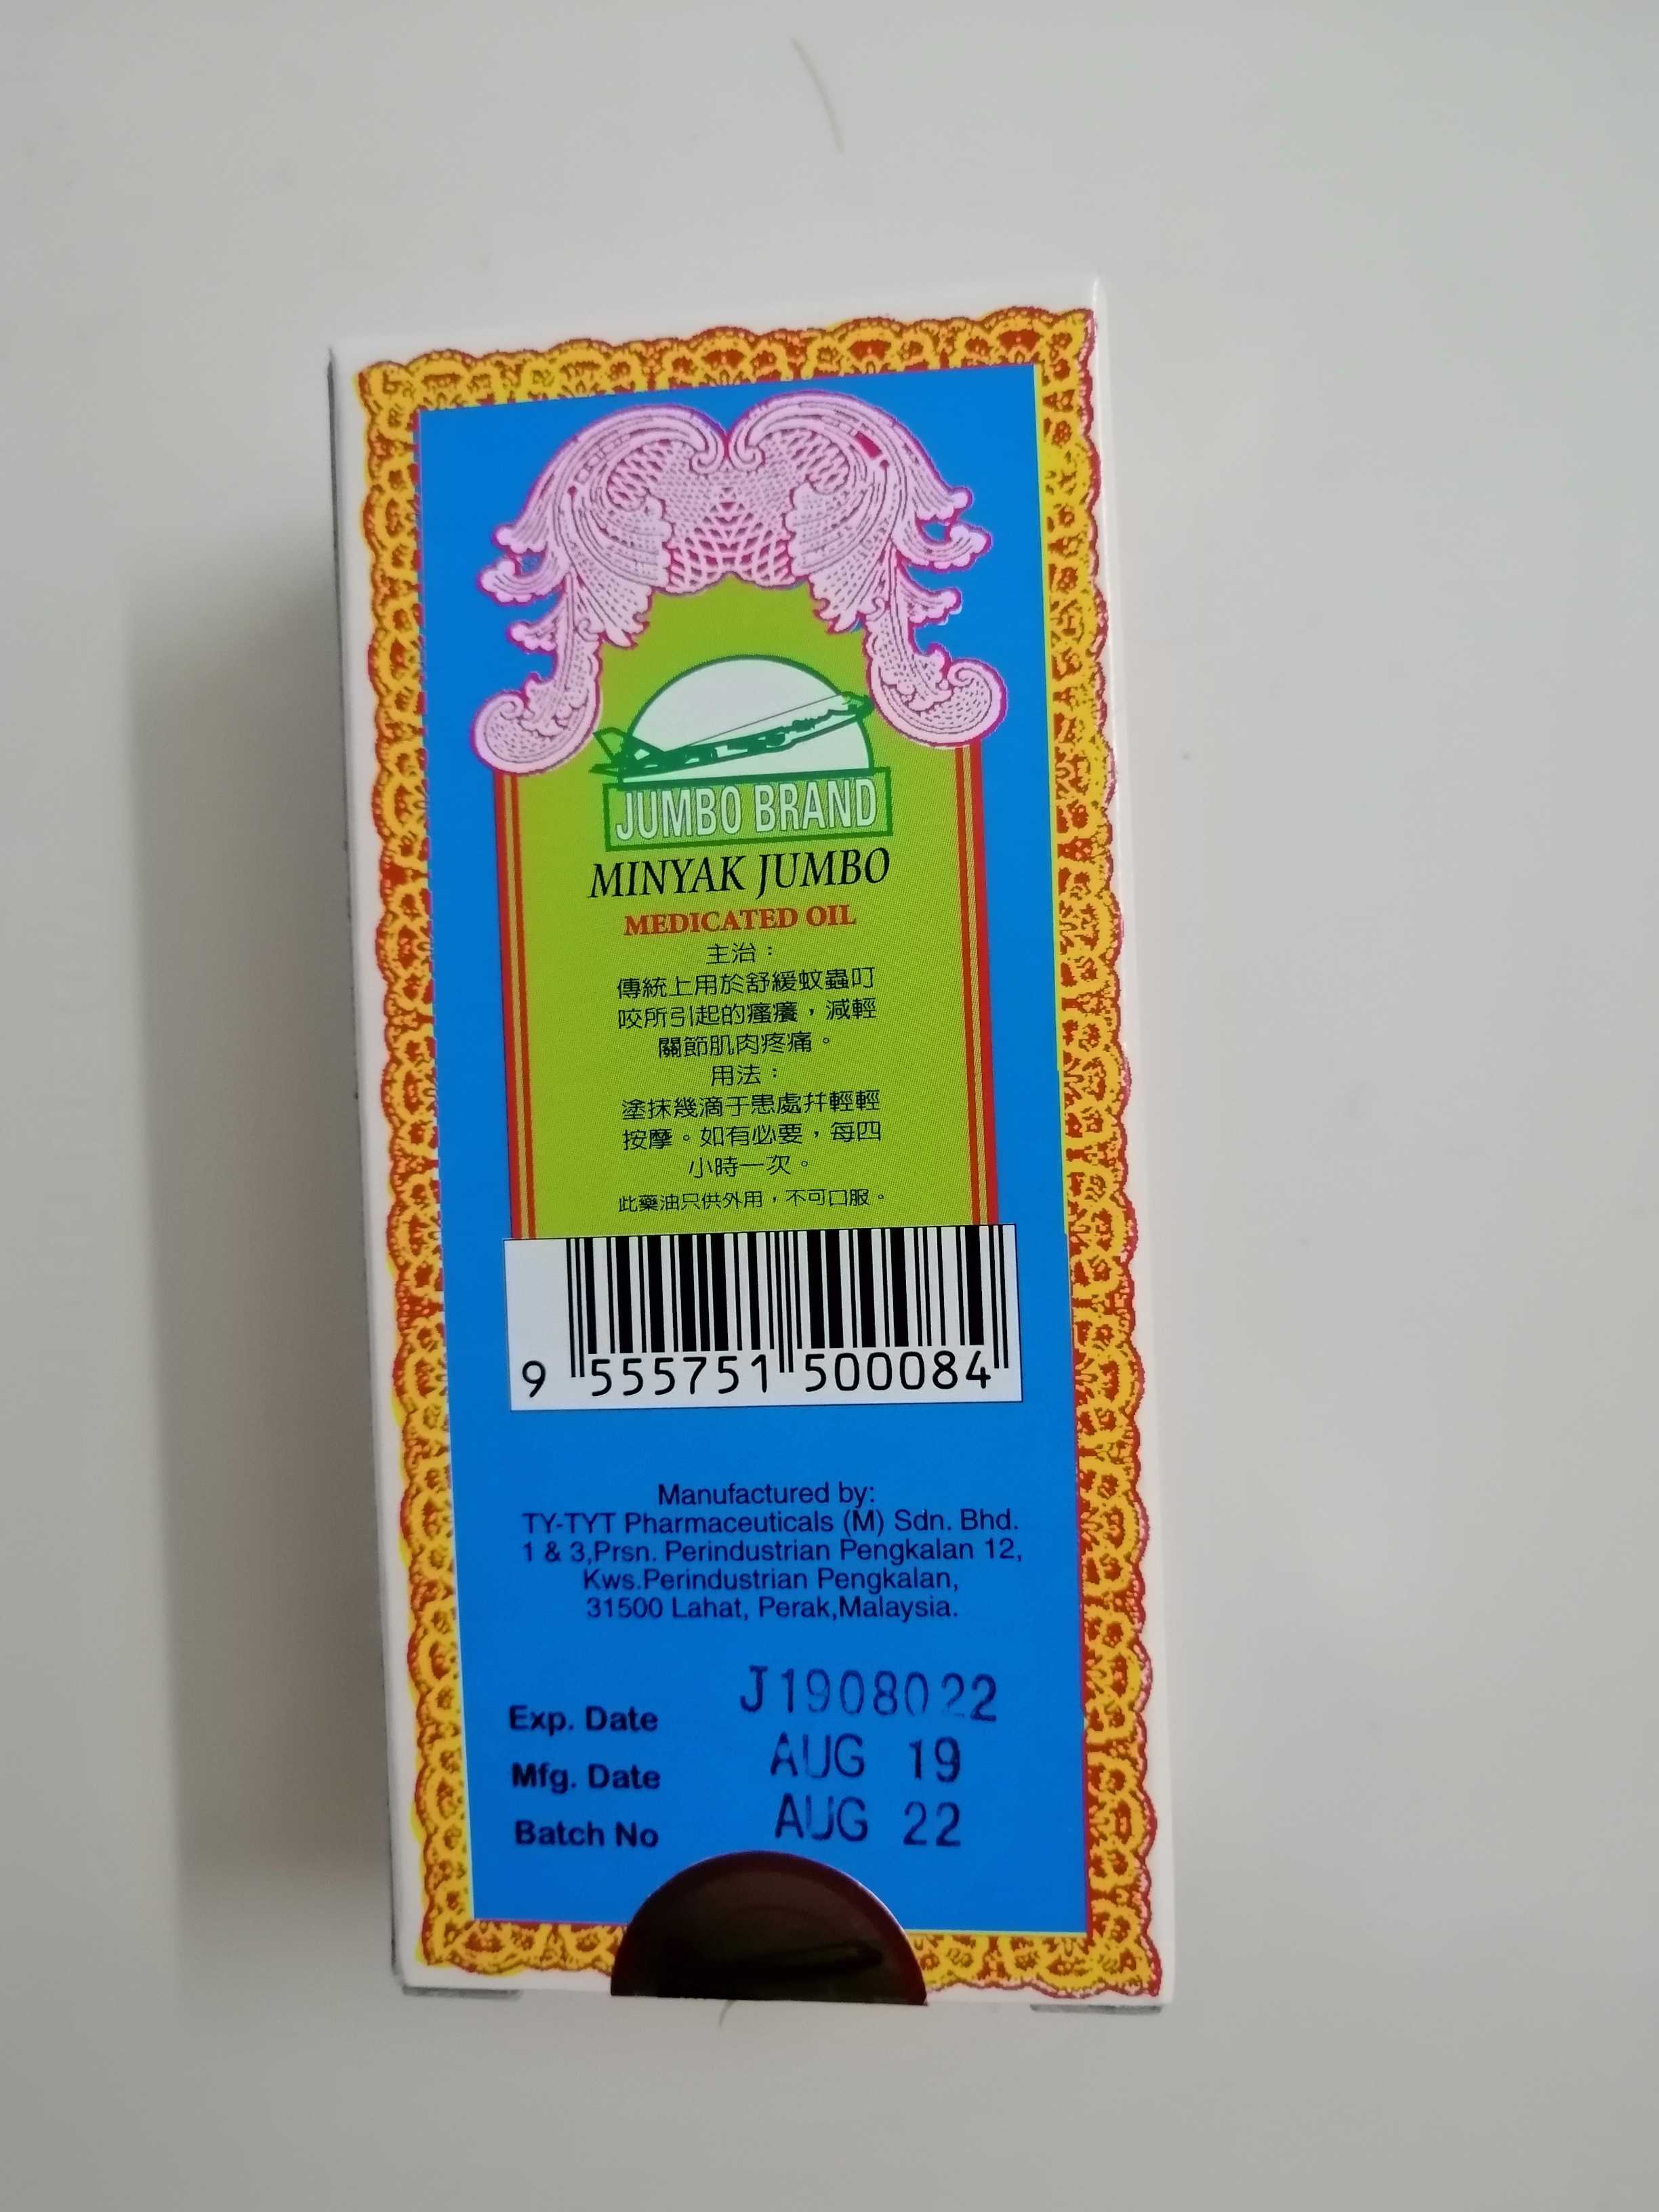 JUMBO BRAND
MINYAK JUMBO
MEDICATED OIL
主治：
傳統上用於舒緩蚊蟲叮
咬所引起的瘙癢，減輕
關節肌肉疼痛。
用法：
塗抹幾滴于患處并輕輕
按摩。如有必要，每四
小時一次。
此藥油只供外用，不可口服。
9 555751 500084
Manufactured by:
TY-TYT Pharmaceuticals (M) Sdn. Bhd.
1 & 3,Prsn. Perindustrian Pengkalan 12,
Kws.Perindustrian Pengkalan,
31500 Lahat, Perak,Malaysia.
Exp. Date J1908022
Mfg. Date AUG 19
Batch No AUG 22